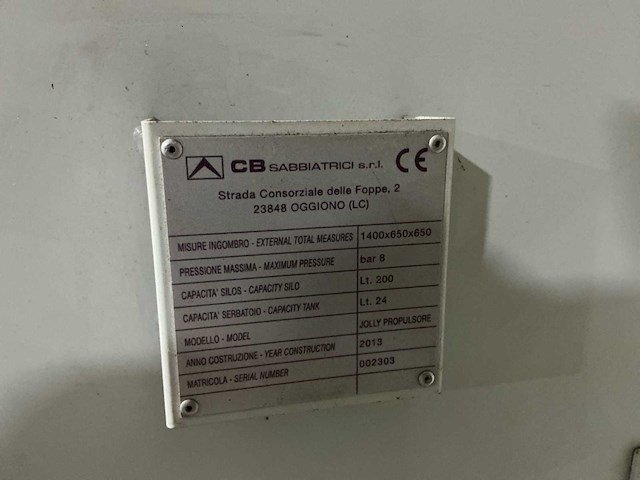 CB SABBIATRICI s.r.l. CE
Strada Consorziale delle Foppe, 2
23848 OGGIONO (LC)
MISURE INGOMBRO - EXTERNAL TOTAL MEASURES 1400x650x650
PRESSIONE MASSIMA - MAXIMUM PRESSURE bar 8
CAPACITA' SILOS - CAPACITY SILO Lt. 200
CAPACITA' SERBATOIO - CAPACITY TANK Lt. 24
MODELLO - MODEL JOLLY PROPULSORE
ANNO COSTRUZIONE - YEAR CONSTRUCTION 2013
MATRICOLA - SERIAL NUMBER 002303